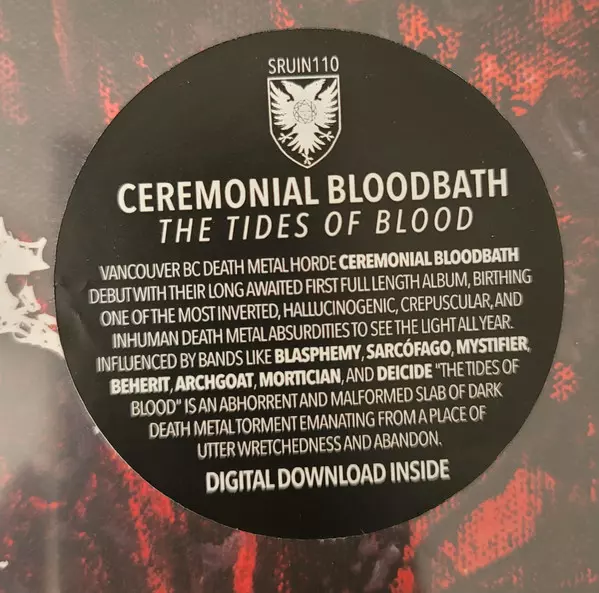 SRUIN110
CEREMONIAL BLOODBATH
THE TIDES OF BLOOD
VANCOUVER BC DEATH METAL HORDE CEREMONIAL BLOODBATH
DEBUT WITH THEIR LONG AWAITED FIRST FULL LENGTH ALBUM, BIRTHING
ONE OF THE MOST INVERTED, HALLUCINOGENIC, CREPUSCULAR, AND
INHUMAN DEATH METAL ABSURDITIES TO SEE THE LIGHT ALL YEAR.
INFLUENCED BY BANDS LIKE BLASPHEMY, SARCÓFAGO, MYSTIFIER,
BEHERIT, ARCHGOAT, MORTICIAN, AND DEICIDE "THE TIDES OF
BLOOD" IS AN ABHORRENT AND MALFORMED SLAB OF DARK
DEATH METAL TORMENT EMANATING FROM A PLACE OF
UTTER WRETCHEDNESS AND ABANDON.
DIGITAL DOWNLOAD INSIDE